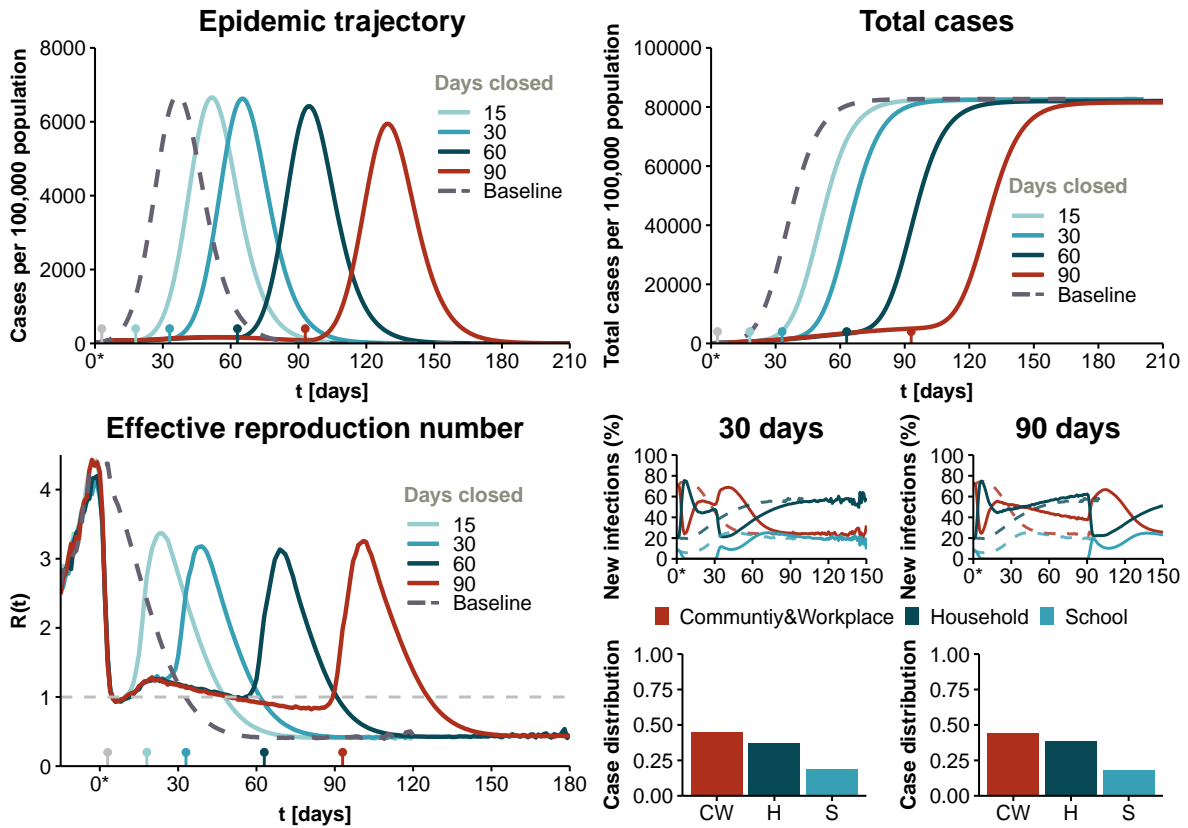 Epidemic trajectory
Cases per 100,000 population
8000
6000
4000
2000
0
Days closed
15
30
60
90
Baseline
0* 30 60 90 120 150 180 210
t [days]
Total cases
Total cases per 100,000 population
100000
80000
60000
40000
20000
0
Days closed
15
30
60
90
Baseline
0* 30 60 90 120 150 180 210
t [days]
Effective reproduction number
R(t)
4
3
2
1
0
Days closed
15
30
60
90
Baseline
0* 30 60 90 120 150 180
t [days]
30 days
New infections (%)
100
80
60
40
20
0
0* 30 60 90 120 150
90 days
New infections (%)
100
80
60
40
20
0
0* 30 60 90 120 150
Communtiy&Workplace Household School
Case distribution
1.00
0.75
0.50
0.25
0.00
CW H S
Case distribution
1.00
0.75
0.50
0.25
0.00
CW H S